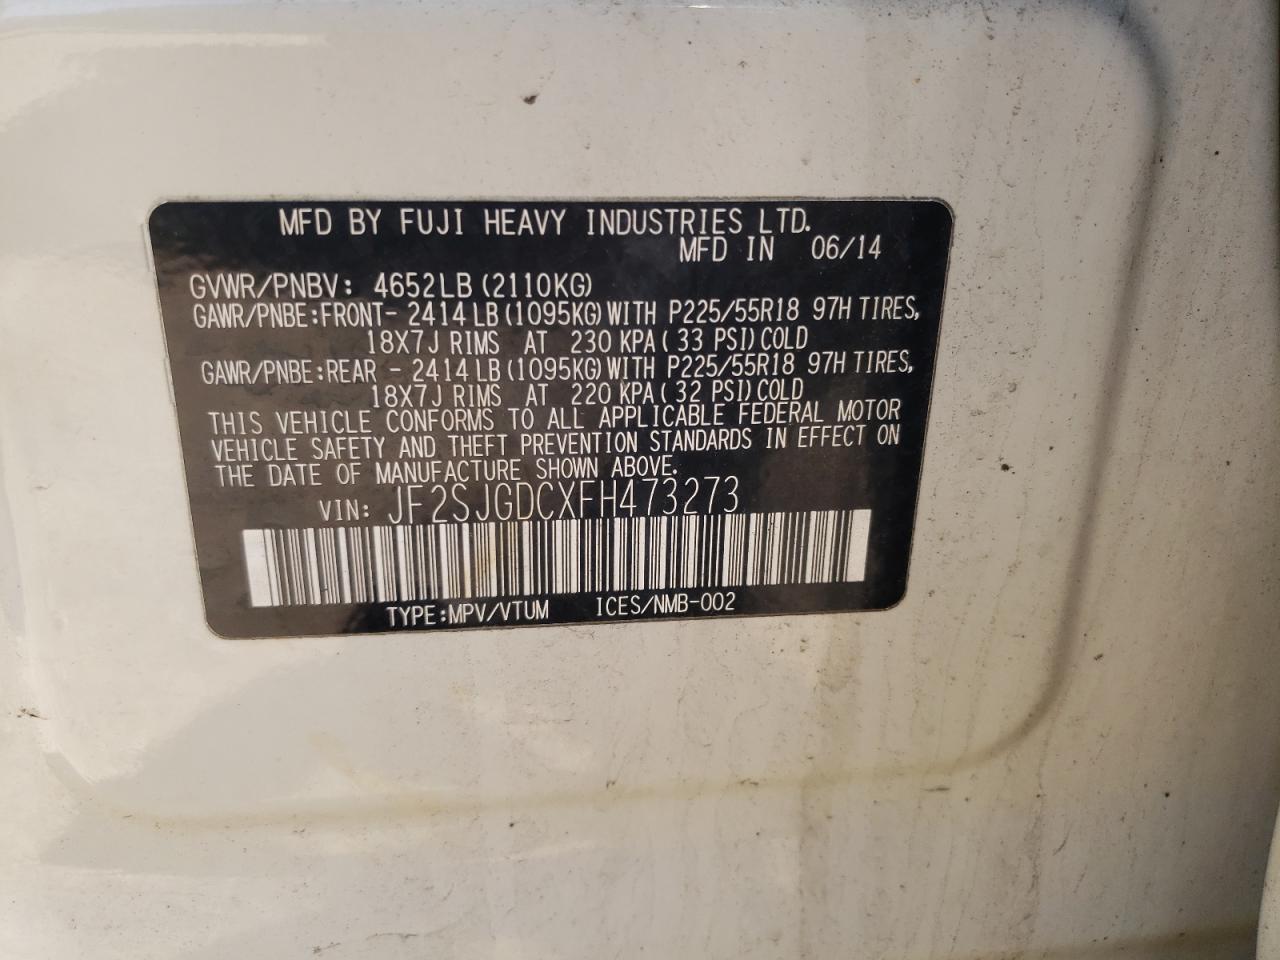 MFD BY FUJI HEAVY INDUSTRIES LTD.
MFD IN 06/14
GVWR/PNBV: 4652LB (2110KG)
GAWR/PNBE:FRONT- 2414LB (1095KG) WITH P225/55R18 97H TIRES,
18X7J RIMS AT 230 KPA ( 33 PSI) COLD
GAWR/PNBE:REAR - 2414LB (1095KG) WITH P225/55R18 97H TIRES,
18X7J RIMS AT 220 KPA ( 32 PSI) COLD
THIS VEHICLE CONFORMS TO ALL APPLICABLE FEDERAL MOTOR
VEHICLE SAFETY AND THEFT PREVENTION STANDARDS IN EFFECT ON
THE DATE OF MANUFACTURE SHOWN ABOVE.
VIN: JF2SJGDCXFH473273
TYPE:MPV/VTUM ICES/NMB-002